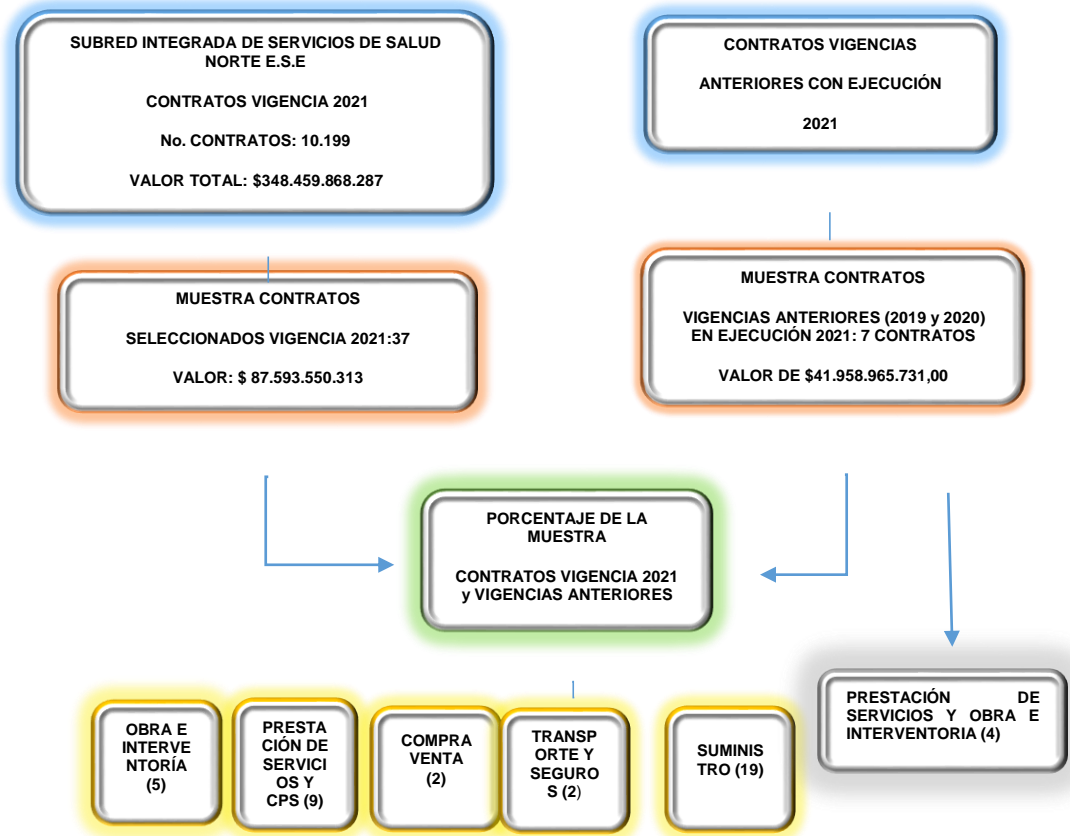 SUBRED INTEGRADA DE SERVICIOS DE SALUD
NORTE E.S.E
CONTRATOS VIGENCIA 2021
No. CONTRATOS: 10.199
VALOR TOTAL: $348.459.868.287
CONTRATOS VIGENCIAS
ANTERIORES CON EJECUCIÓN
2021
MUESTRA CONTRATOS
SELECCIONADOS VIGENCIA 2021:37
VALOR: $ 87.593.550.313
MUESTRA CONTRATOS
VIGENCIAS ANTERIORES (2019 y 2020)
EN EJECUCIÓN 2021: 7 CONTRATOS
VALOR DE $41.958.965.731,00
PORCENTAJE DE LA
MUESTRA
CONTRATOS VIGENCIA 2021
y VIGENCIAS ANTERIORES
OBRA E
INTERVE
NTORÍA
(5)
PRESTA
CIÓN DE
SERVICI
OS Y
CPS (9)
COMPRA
VENTA
(2)
TRANSP
ORTE Y
SEGURO
S (2)
SUMINIS
TRO (19)
PRESTACIÓN DE
SERVICIOS Y OBRA E
INTERVENTORIA (4)